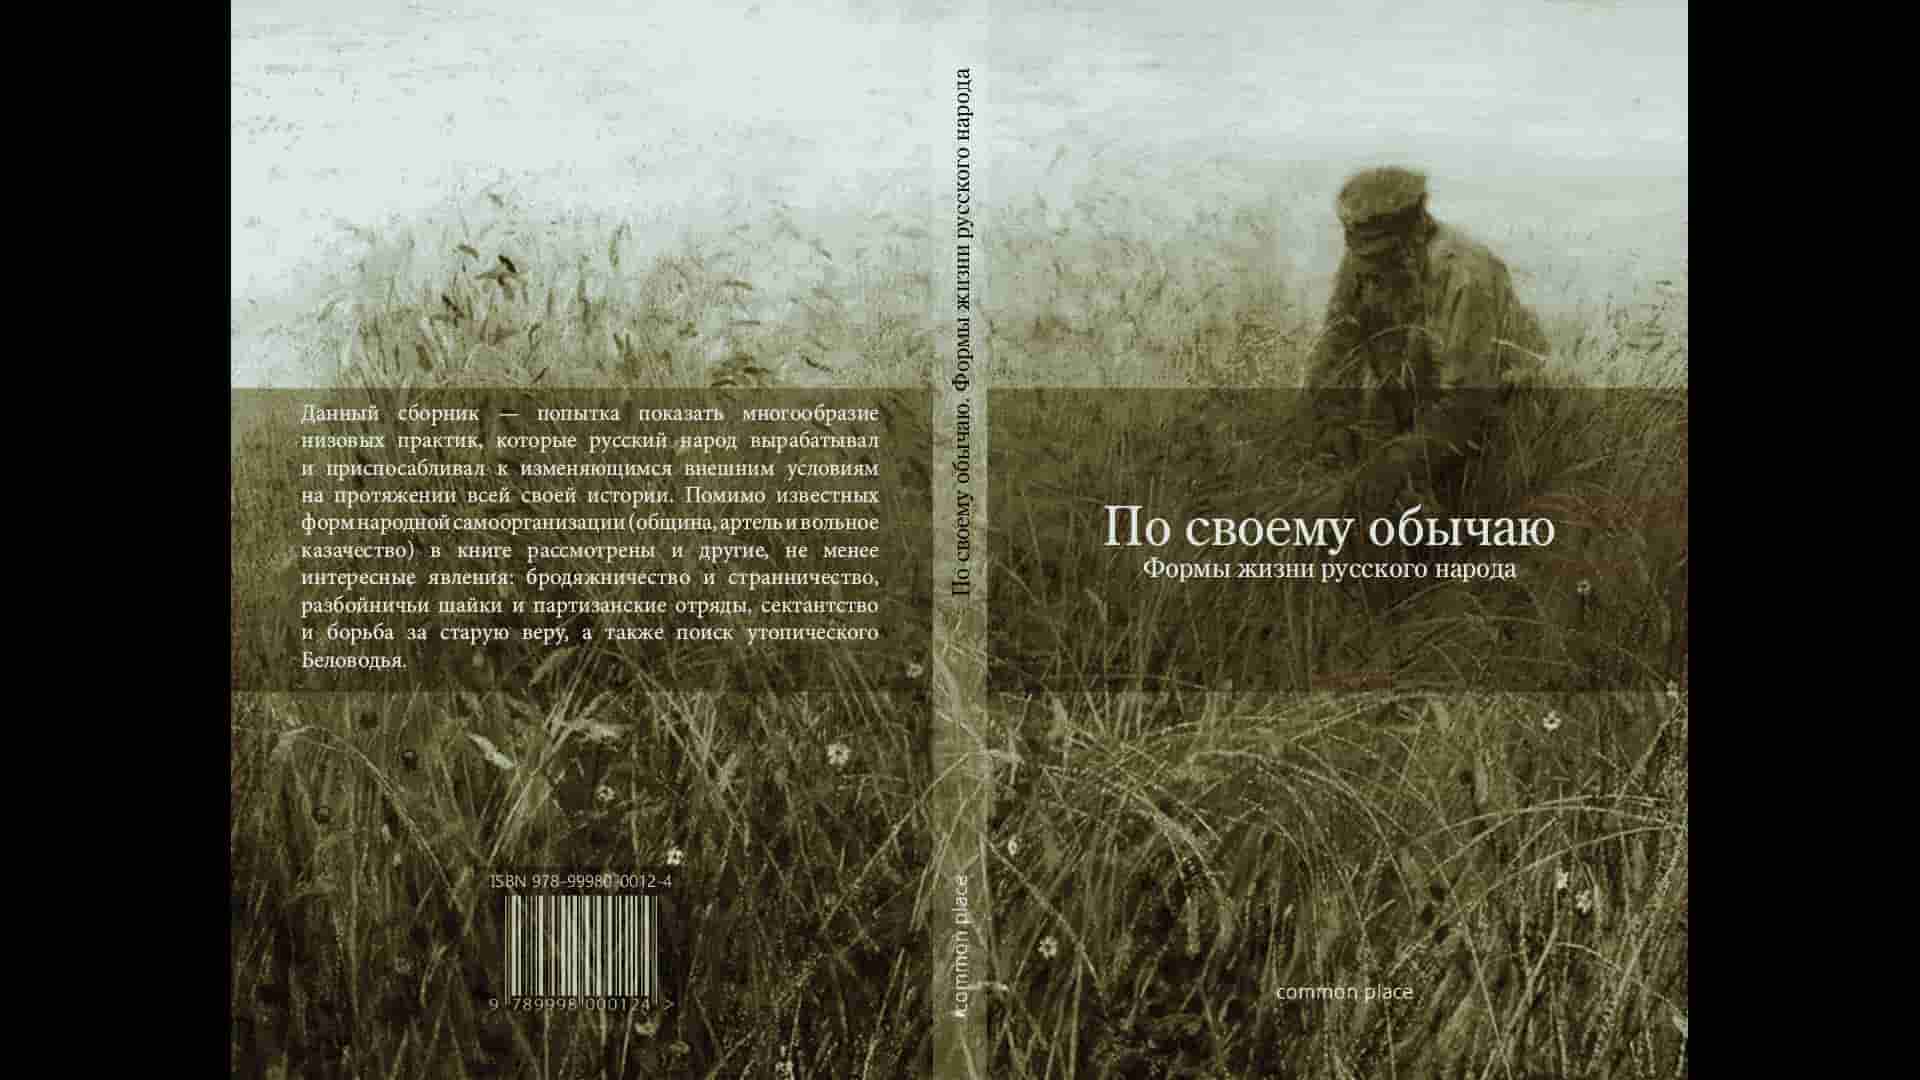 Данный сборник — попытка показать многообразие
низовых практик, которые русский народ вырабатывал
и приспосабливал к изменяющимся внешним условиям
на протяжении всей своей истории. Помимо известных
форм народной самоорганизации (община, артель и вольное
казачество) в книге рассмотрены и другие, не менее
интересные явления: бродяжничество и странничество,
разбойничьи шайки и партизанские отряды, сектантство
и борьба за старую веру, а также поиск утопического
Беловодья.
ISBN 978-99980-0012-4
9 789998 000124 >
По своему обычаю. Формы жизни русского народа
common place
По своему обычаю
Формы жизни русского народа
common place